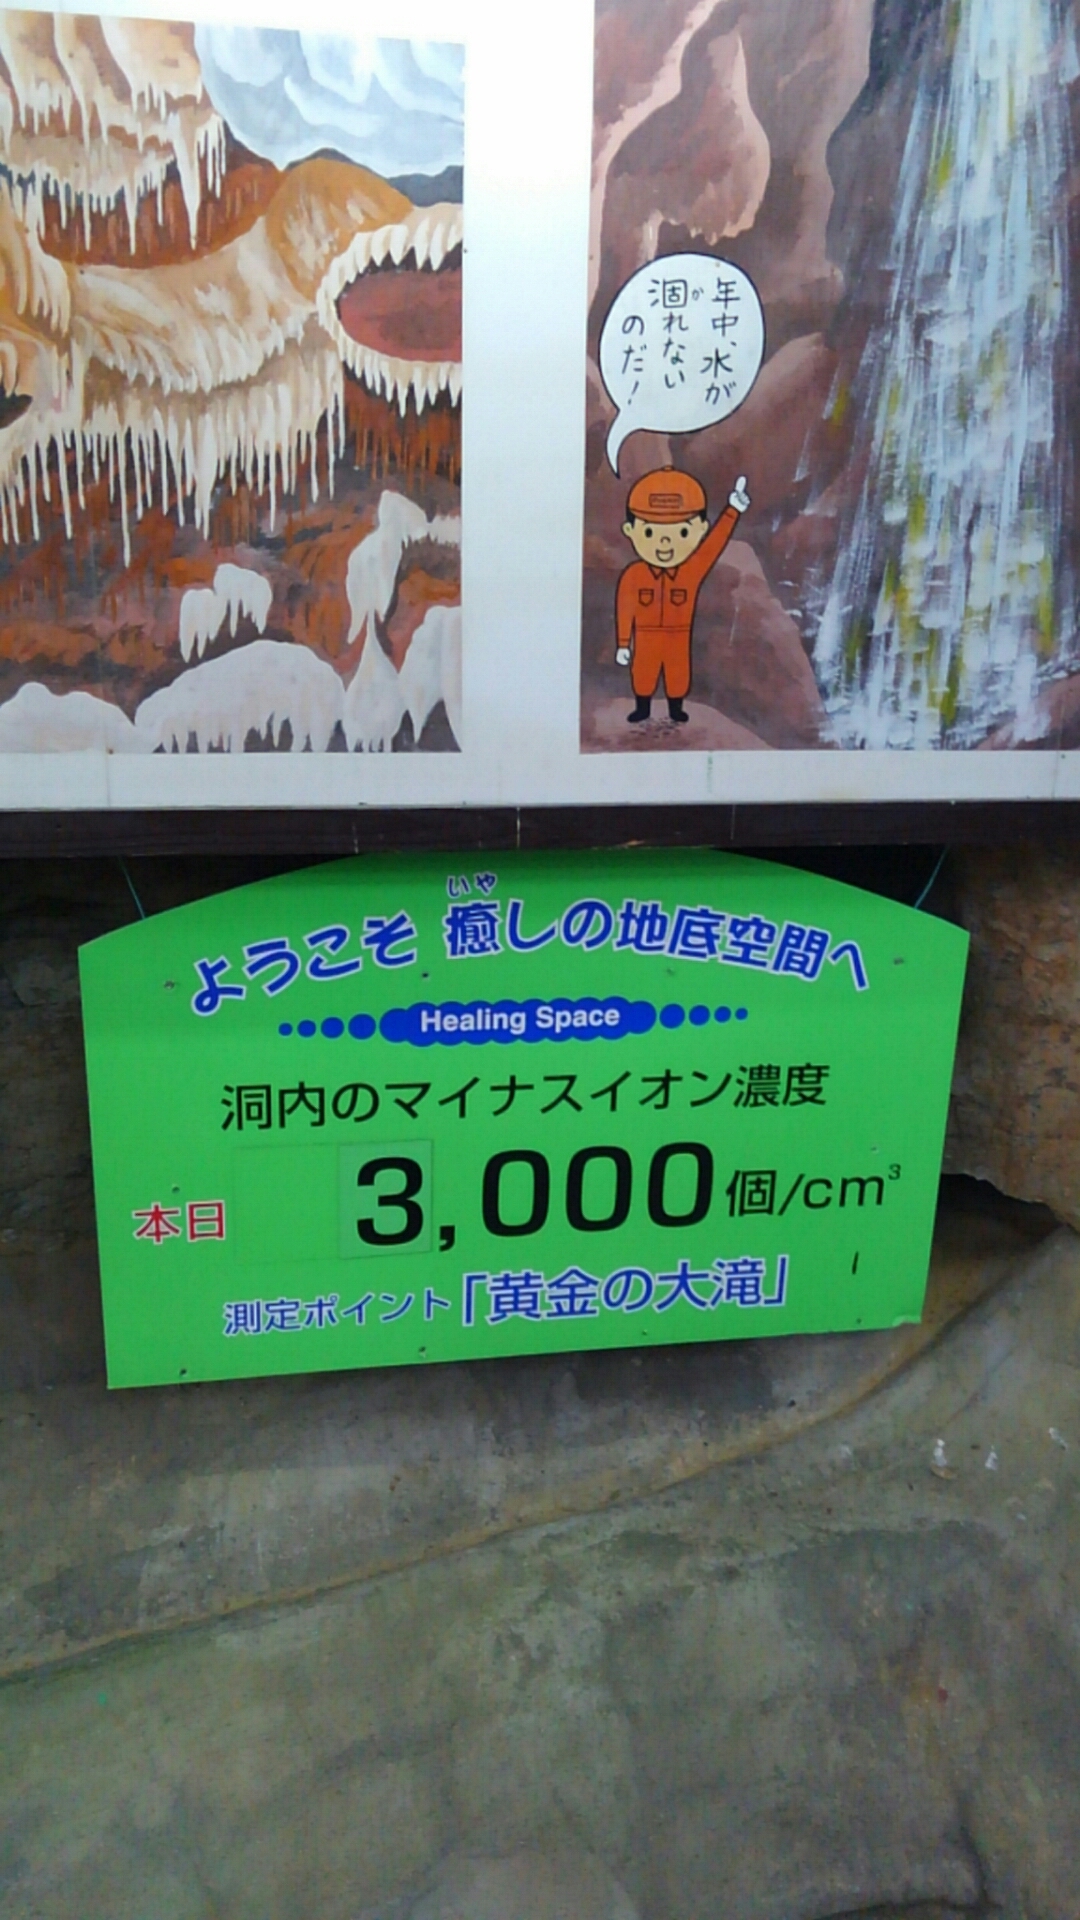 年中、水が
涸れない
か
のだ!
いや
ようこそ 癒しの地底空間へ
Healing Space
洞内のマイナスイオン濃度
本日 3,000個/cm³
測定ポイント「黄金の大滝」